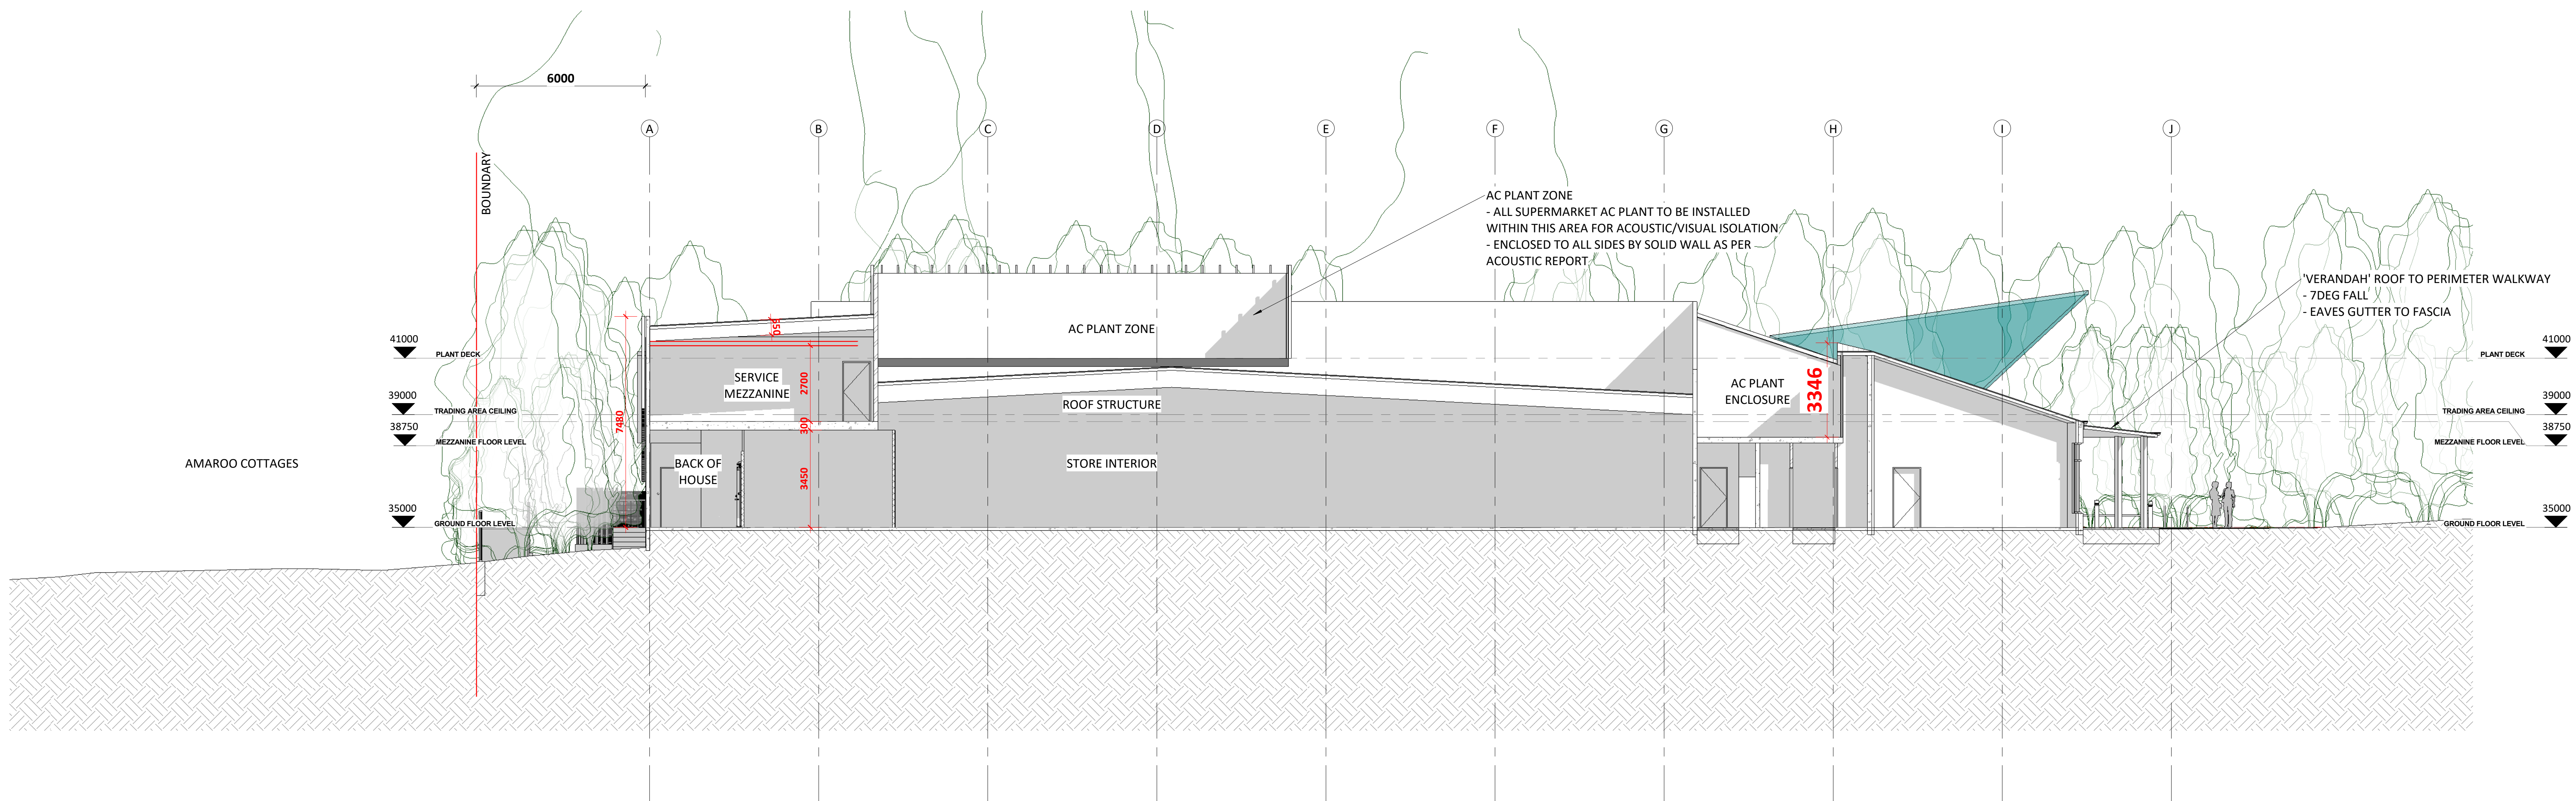 6000
A
B
C
D
E
F
G
H
I
J
BOUNDARY
AC PLANT ZONE
- ALL SUPERMARKET AC PLANT TO BE INSTALLED
WITHIN THIS AREA FOR ACOUSTIC/VISUAL ISOLATION
- ENCLOSED TO ALL SIDES BY SOLID WALL AS PER
ACOUSTIC REPORT
'VERANDAH' ROOF TO PERIMETER WALKWAY
- 7DEG FALL
- EAVES GUTTER TO FASCIA
550
AC PLANT ZONE
41000
PLANT DECK
PLANT DECK
41000
SERVICE
MEZZANINE
2700
AC PLANT
ENCLOSURE
3346
39000
TRADING AREA CEILING
ROOF STRUCTURE
TRADING AREA CEILING
39000
7480
300
38750
MEZZANINE FLOOR LEVEL
MEZZANINE FLOOR LEVEL
38750
AMAROO COTTAGES
BACK OF
HOUSE
3450
STORE INTERIOR
35000
GROUND FLOOR LEVEL
GROUND FLOOR LEVEL
35000